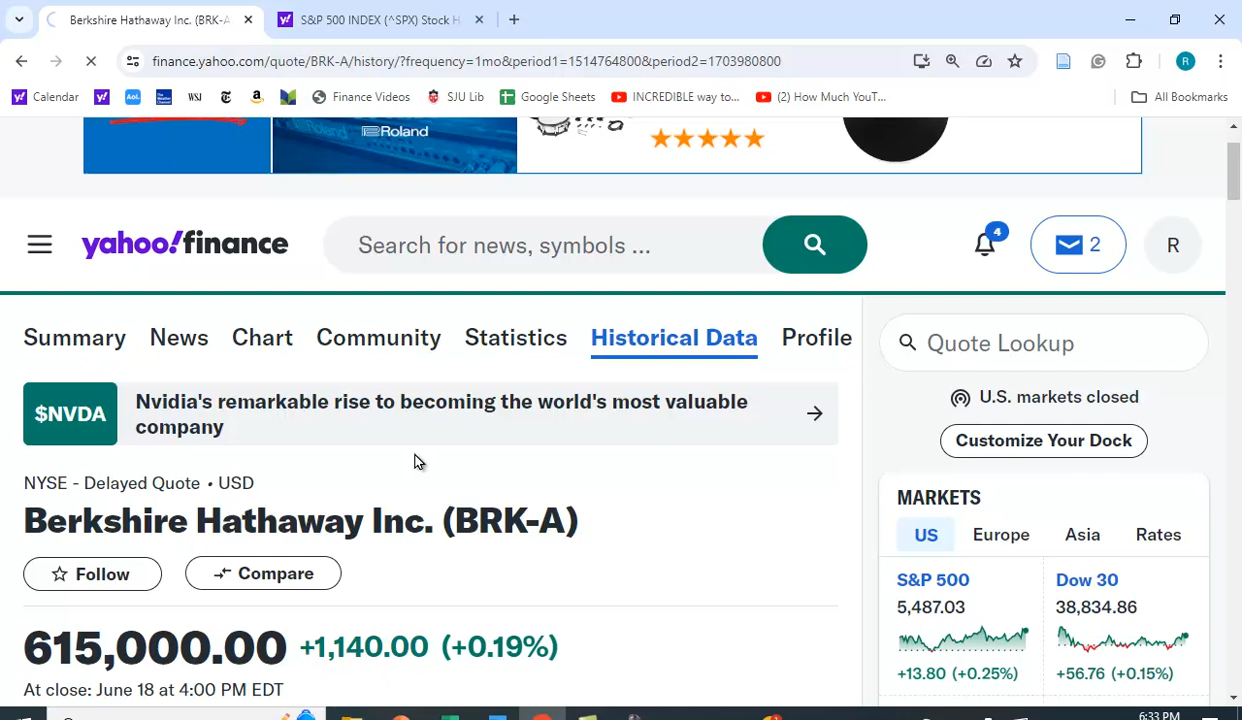 Berkshire Hathaway Inc. (BRK-A
S&P 500 INDEX (^SPX) Stock H
finance.yahoo.com/quote/BRK-A/history/?frequency=1mo&period1=1514764800&period2=1703980800
R
Calendar
Aol.
WSJ
Finance Videos
SJU Lib
Google Sheets
INCREDIBLE way to...
(2) How Much YouT...
All Bookmarks
Roland
yahoo!finance
Search for news, symbols ...
4
2
R
Summary
News
Chart
Community
Statistics
Historical Data
Profile
Quote Lookup
U.S. markets closed
Customize Your Dock
$NVDA
Nvidia's remarkable rise to becoming the world's most valuable
company
NYSE - Delayed Quote • USD
Berkshire Hathaway Inc. (BRK-A)
Follow
Compare
615,000.00 +1,140.00 (+0.19%)
At close: June 18 at 4:00 PM EDT
MARKETS
US
Europe
Asia
Rates
S&P 500
5,487.03
+13.80 (+0.25%)
Dow 30
38,834.86
+56.76 (+0.15%)
6:33 PM